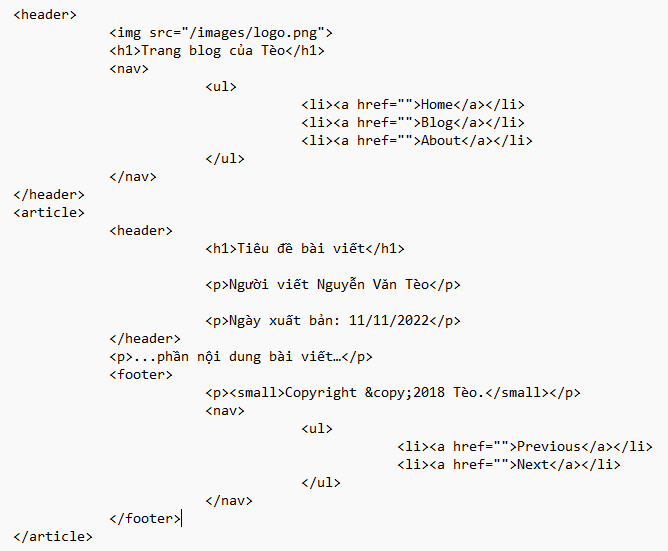 <header>
<img src="/images/logo.png">
<h1>Trang blog của Tèo</h1>
<nav>
<ul>
<li><a href="">Home</a></li>
<li><a href="">Blog</a></li>
<li><a href="">About</a></li>
</ul>
</nav>
</header>
<article>
<header>
<h1>Tiêu đề bài viết</h1>
<p>Người viết Nguyễn Văn Tèo</p>
<p>Ngày xuất bản: 11/11/2022</p>
</header>
<p>...phần nội dung bài viết…</p>
<footer>
<p><small>Copyright &copy;2018 Tèo.</small></p>
<nav>
<ul>
<li><a href="">Previous</a></li>
<li><a href="">Next</a></li>
</ul>
</nav>
</footer>
</article>